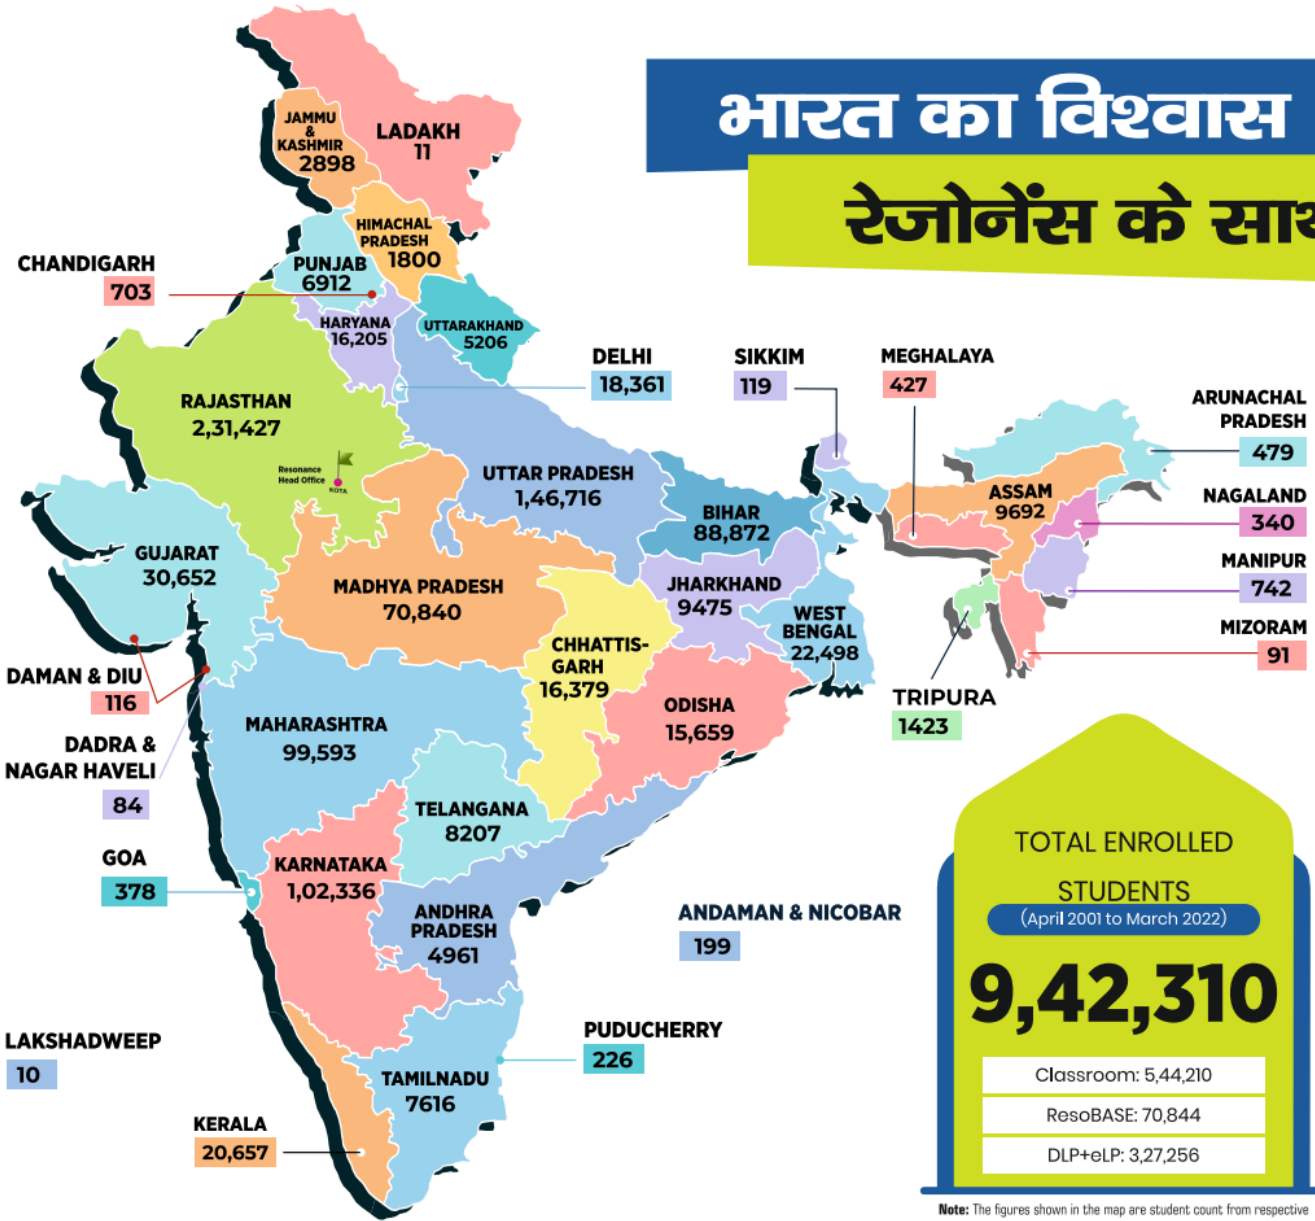 भारत का विश्वास
रेजोनेंस के साथ
JAMMU
&
KASHMIR
2898
LADAKH
11
HIMACHAL
PRADESH
1800
CHANDIGARH
703
PUNJAB
6912
HARYANA
16,205
UTTARAKHAND
5206
DELHI
18,361
SIKKIM
119
MEGHALAYA
427
ARUNACHAL
PRADESH
479
RAJASTHAN
2,31,427
Resonance
Head Office
KOTA
UTTAR PRADESH
1,46,716
BIHAR
88,872
ASSAM
9692
NAGALAND
340
GUJARAT
30,652
MADHYA PRADESH
70,840
JHARKHAND
9475
WEST
BENGAL
22,498
MANIPUR
742
MIZORAM
91
CHHATTIS-
GARH
16,379
DAMAN & DIU
116
ODISHA
15,659
TRIPURA
1423
MAHARASHTRA
99,593
DADRA &
NAGAR HAVELI
84
TELANGANA
8207
GOA
378
KARNATAKA
1,02,336
ANDHRA
PRADESH
4961
ANDAMAN & NICOBAR
199
LAKSHADWEEP
10
PUDUCHERRY
226
TAMILNADU
7616
KERALA
20,657
TOTAL ENROLLED
STUDENTS
(April 2001 to March 2022)
9,42,310
Classroom: 5,44,210
ResoBASE: 70,844
DLP+eLP: 3,27,256
Note: The figures shown in the map are student count from respective